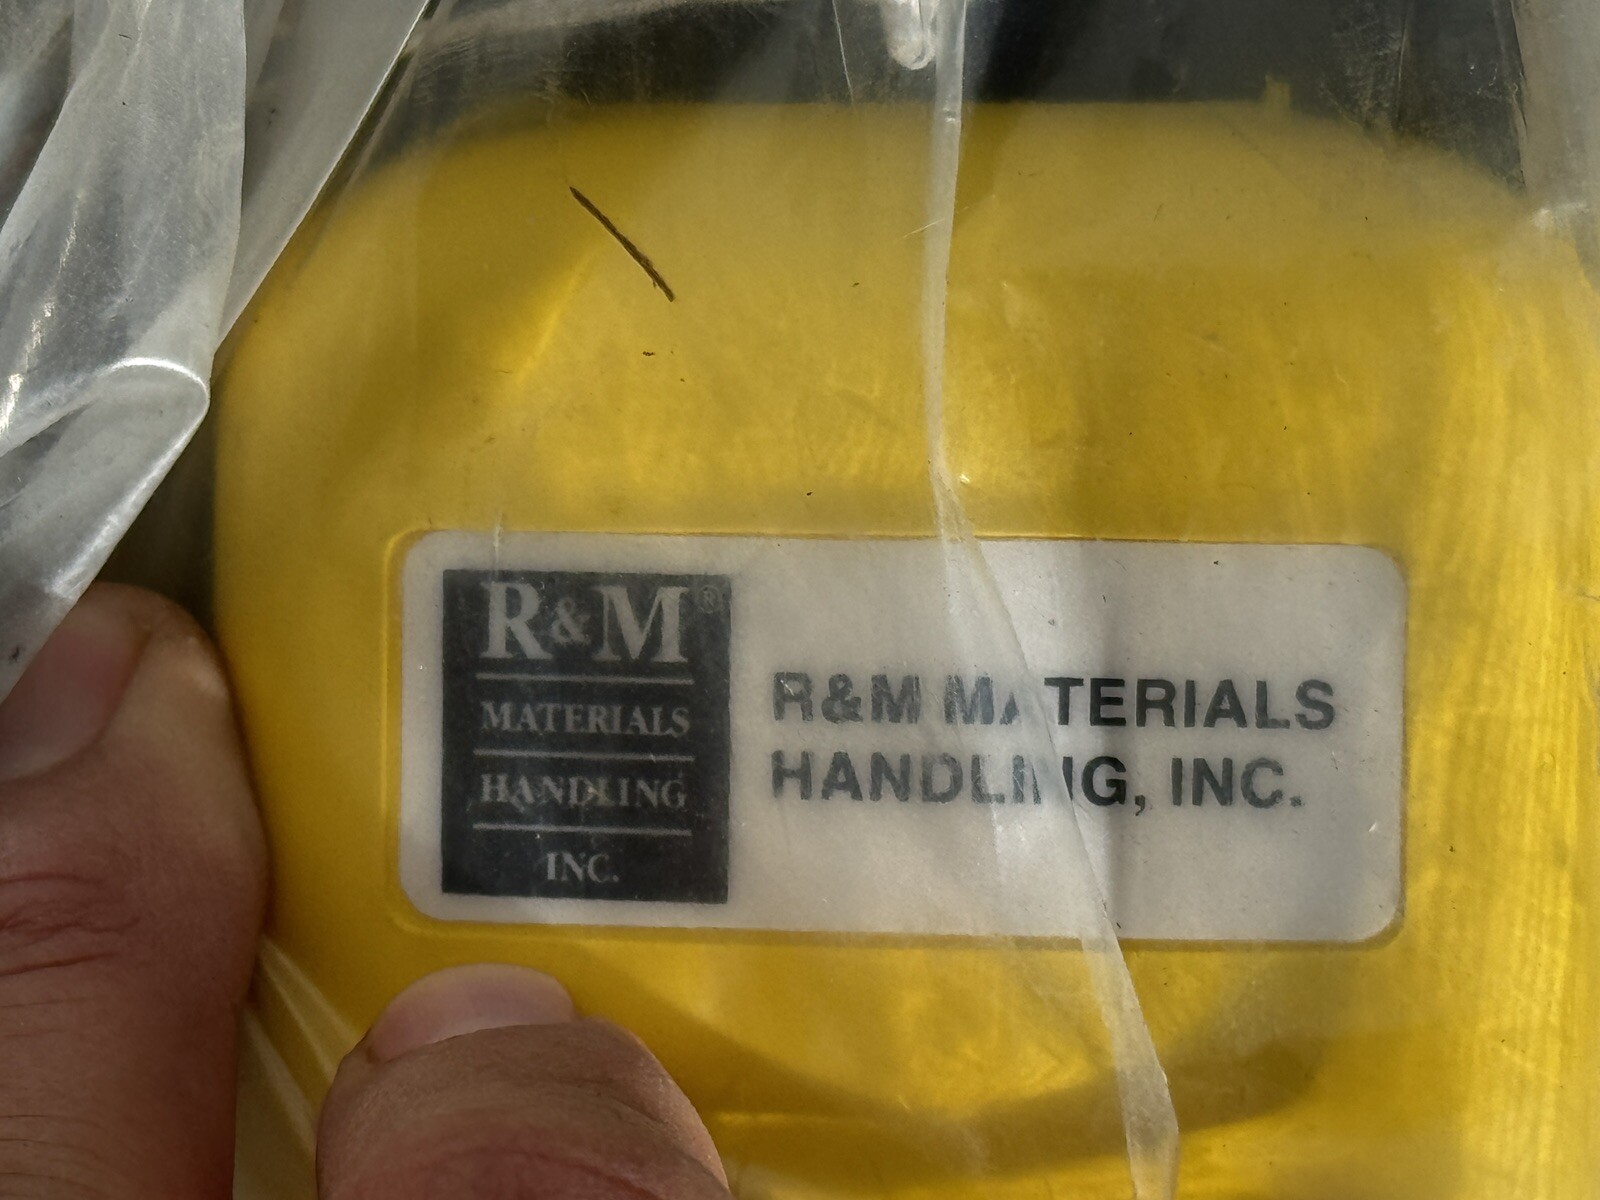 R&M®
MATERIALS
HANDLING
INC.
R&M MATERIALS
HANDLING, INC.